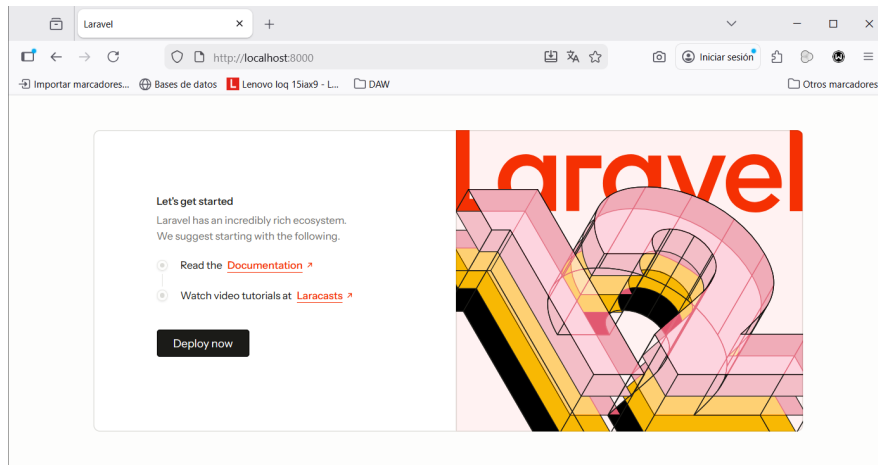 Laravel
http://localhost:8000
Iniciar sesión
Importar marcadores...
Bases de datos
L
Lenovo loq 15iax9 - L...
DAW
Otros marcadores
Laravel
Let's get started
Laravel has an incredibly rich ecosystem.
We suggest starting with the following.
Read the Documentation
Watch video tutorials at Laracasts
Deploy now
12